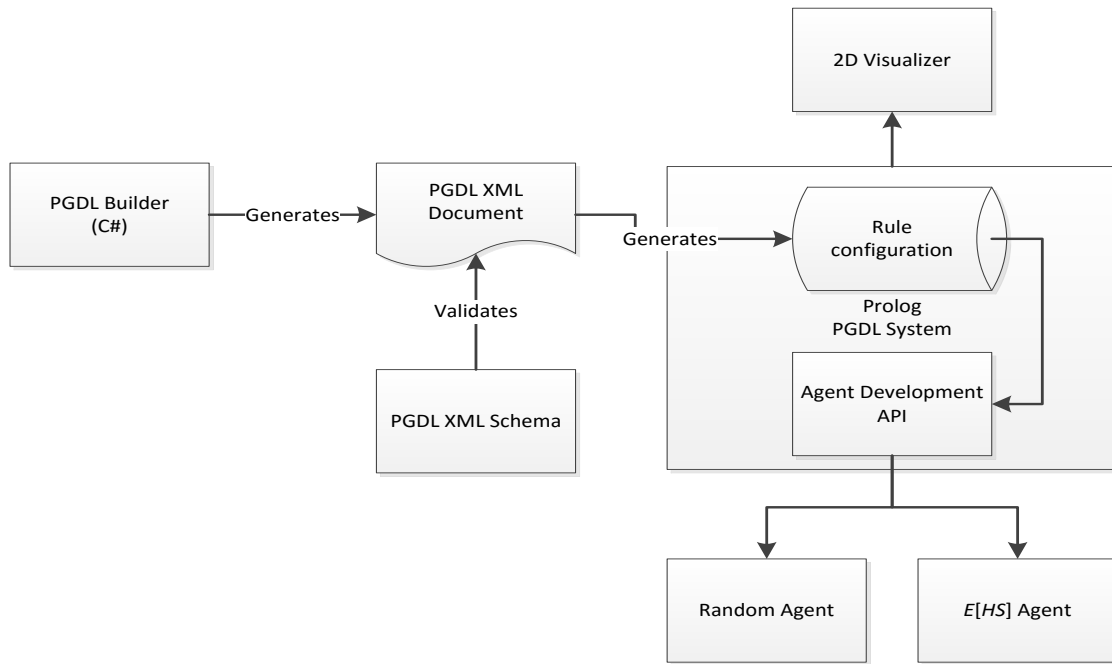 2D Visualizer
PGDL Builder
(C#)
Generates
PGDL XML
Document
Generates
Rule
configuration
Validates
Prolog
PGDL System
PGDL XML Schema
Agent Development
API
Random Agent
E[HS] Agent